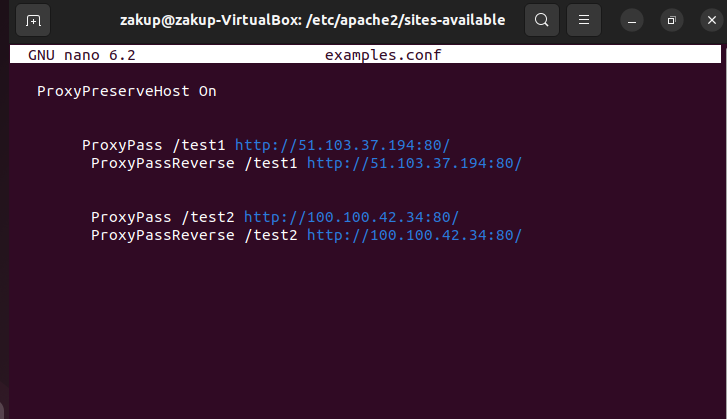 zakup@zakup-VirtualBox: /etc/apache2/sites-available
GNU nano 6.2 examples.conf
ProxyPreserveHost On
ProxyPass /test1 http://51.103.37.194:80/
ProxyPassReverse /test1 http://51.103.37.194:80/
ProxyPass /test2 http://100.100.42.34:80/
ProxyPassReverse /test2 http://100.100.42.34:80/